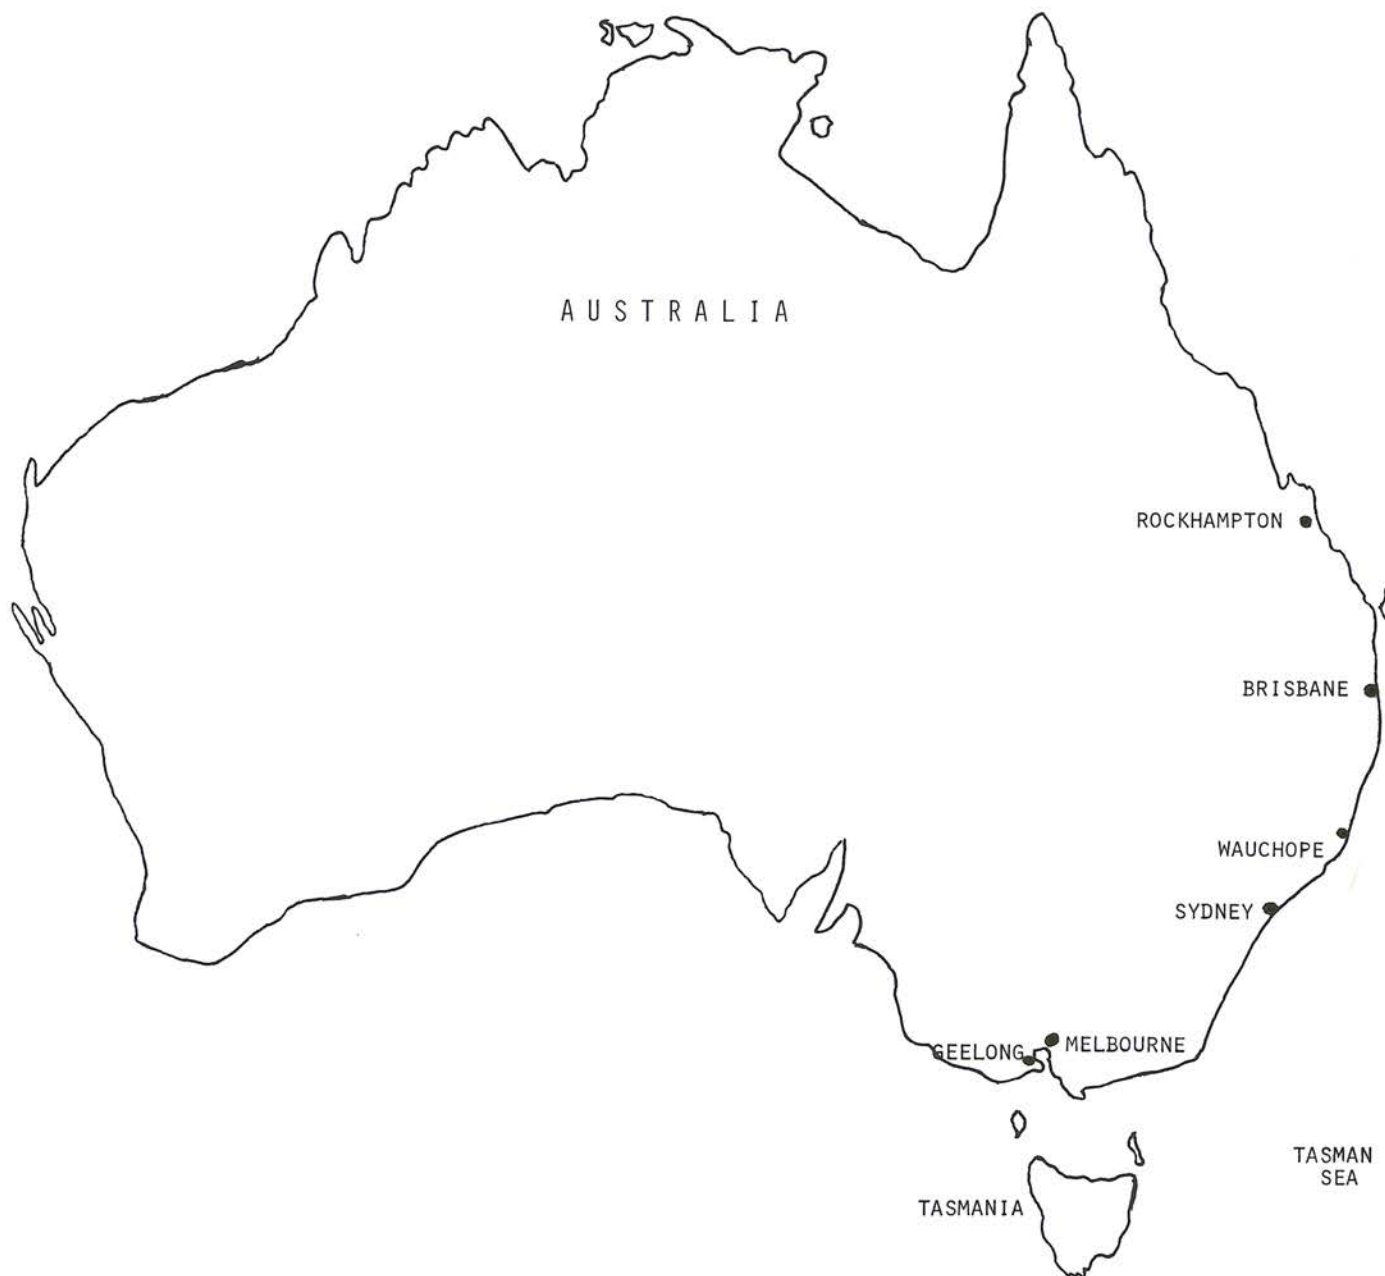 AUSTRALIA
ROCKHAMPTON
BRISBANE
WAUCHOPE
SYDNEY
GEELONG
MELBOURNE
TASMAN
SEA
TASMANIA